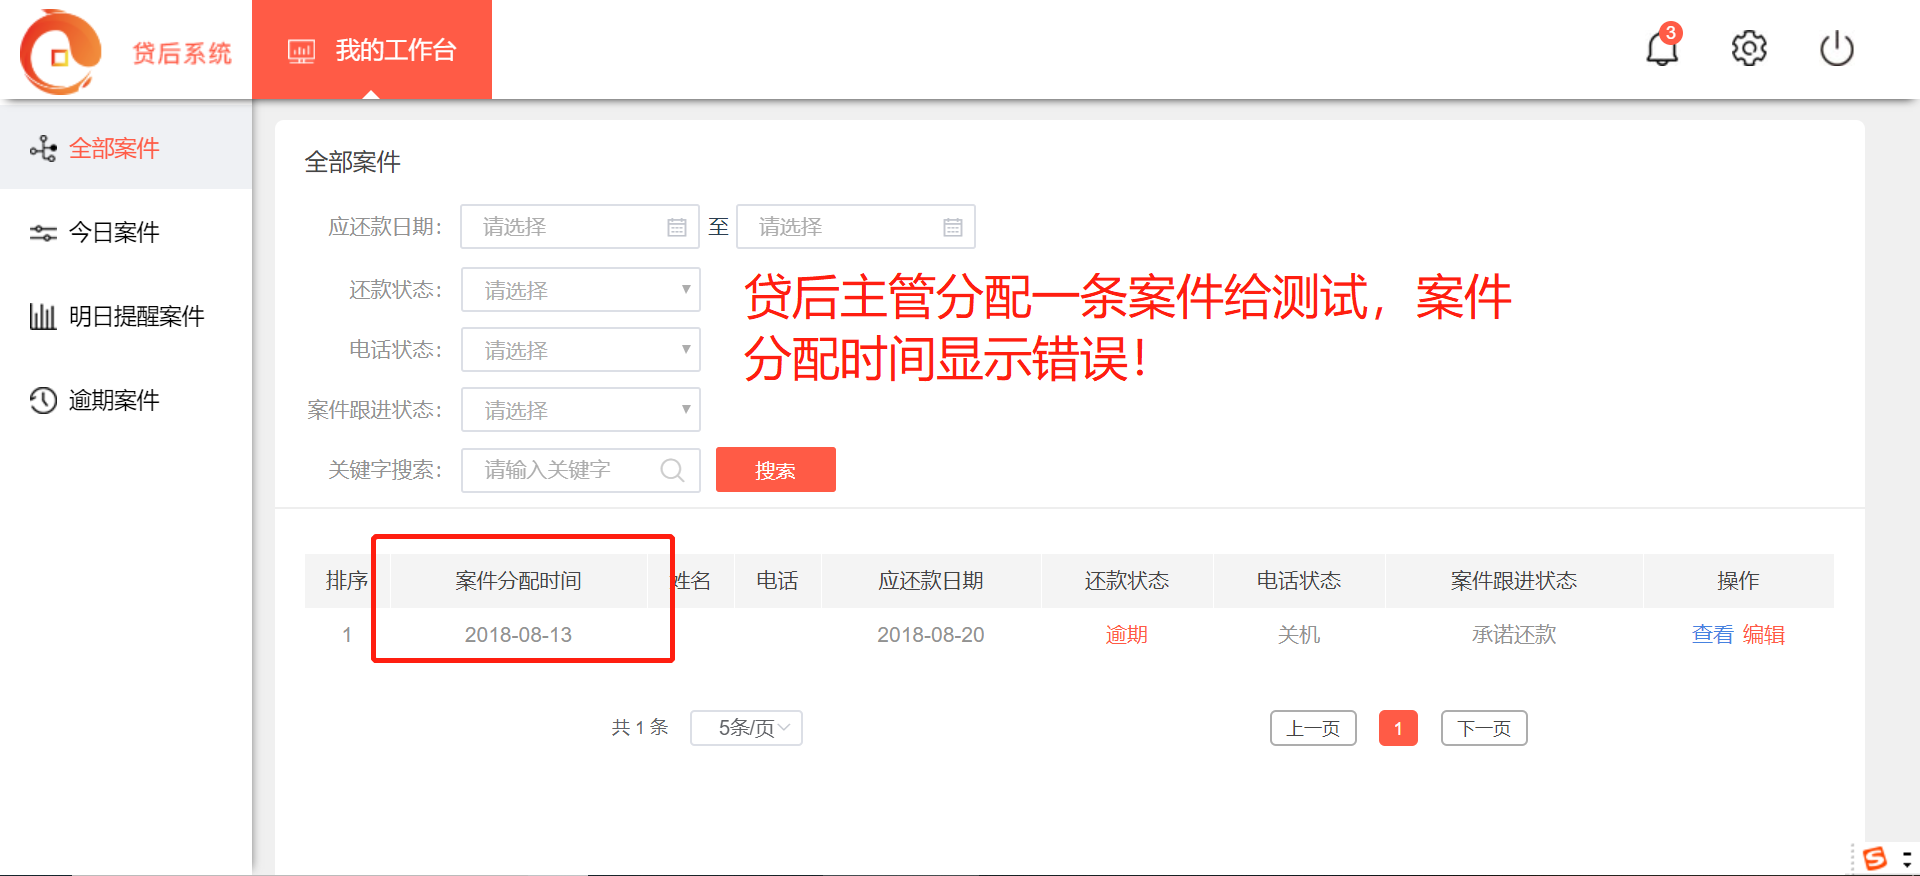 贷后系统
我的工作台
3
全部案件
今日案件
明日提醒案件
逾期案件
全部案件
应还款日期： 请选择 至 请选择
还款状态： 请选择
电话状态： 请选择
案件跟进状态： 请选择
关键字搜索： 请输入关键字 搜索
贷后主管分配一条案件给测试，案件
分配时间显示错误！
排序 案件分配时间 姓名 电话 应还款日期 还款状态 电话状态 案件跟进状态 操作
1 2018-08-13 2018-08-20 逾期 关机 承诺还款 查看 编辑
共 1 条 5条/页 上一页 1 下一页